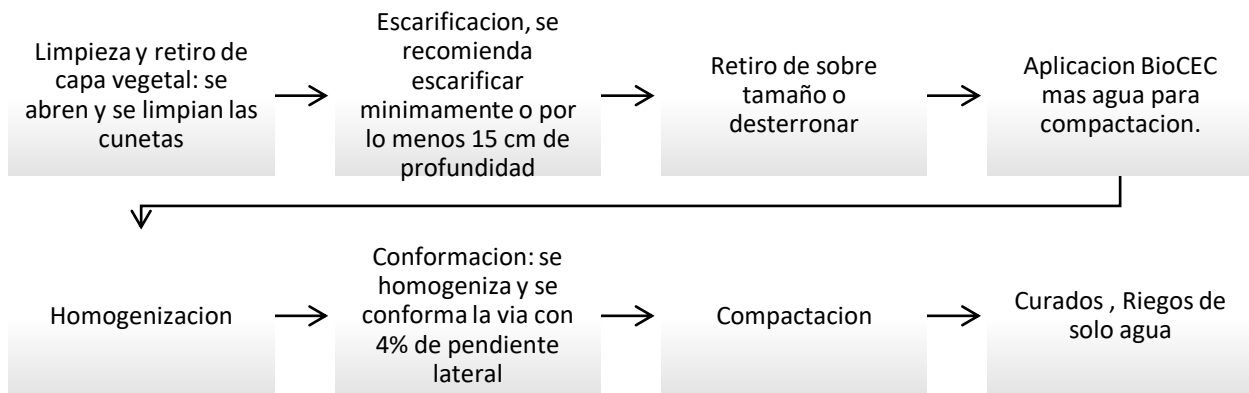 Limpieza y retiro de
capa vegetal: se
abren y se limpian las
cunetas
Escarificacion, se
recomienda
escarificar
minimamente o por
lo menos 15 cm de
profundidad
Retiro de sobre
tamaño o
desterronar
Aplicacion BioCEC
mas agua para
compactacion.
Homogenizacion
Conformacion: se
homogeniza y se
conforma la via con
4% de pendiente
lateral
Compactacion
Curados , Riegos de
solo agua